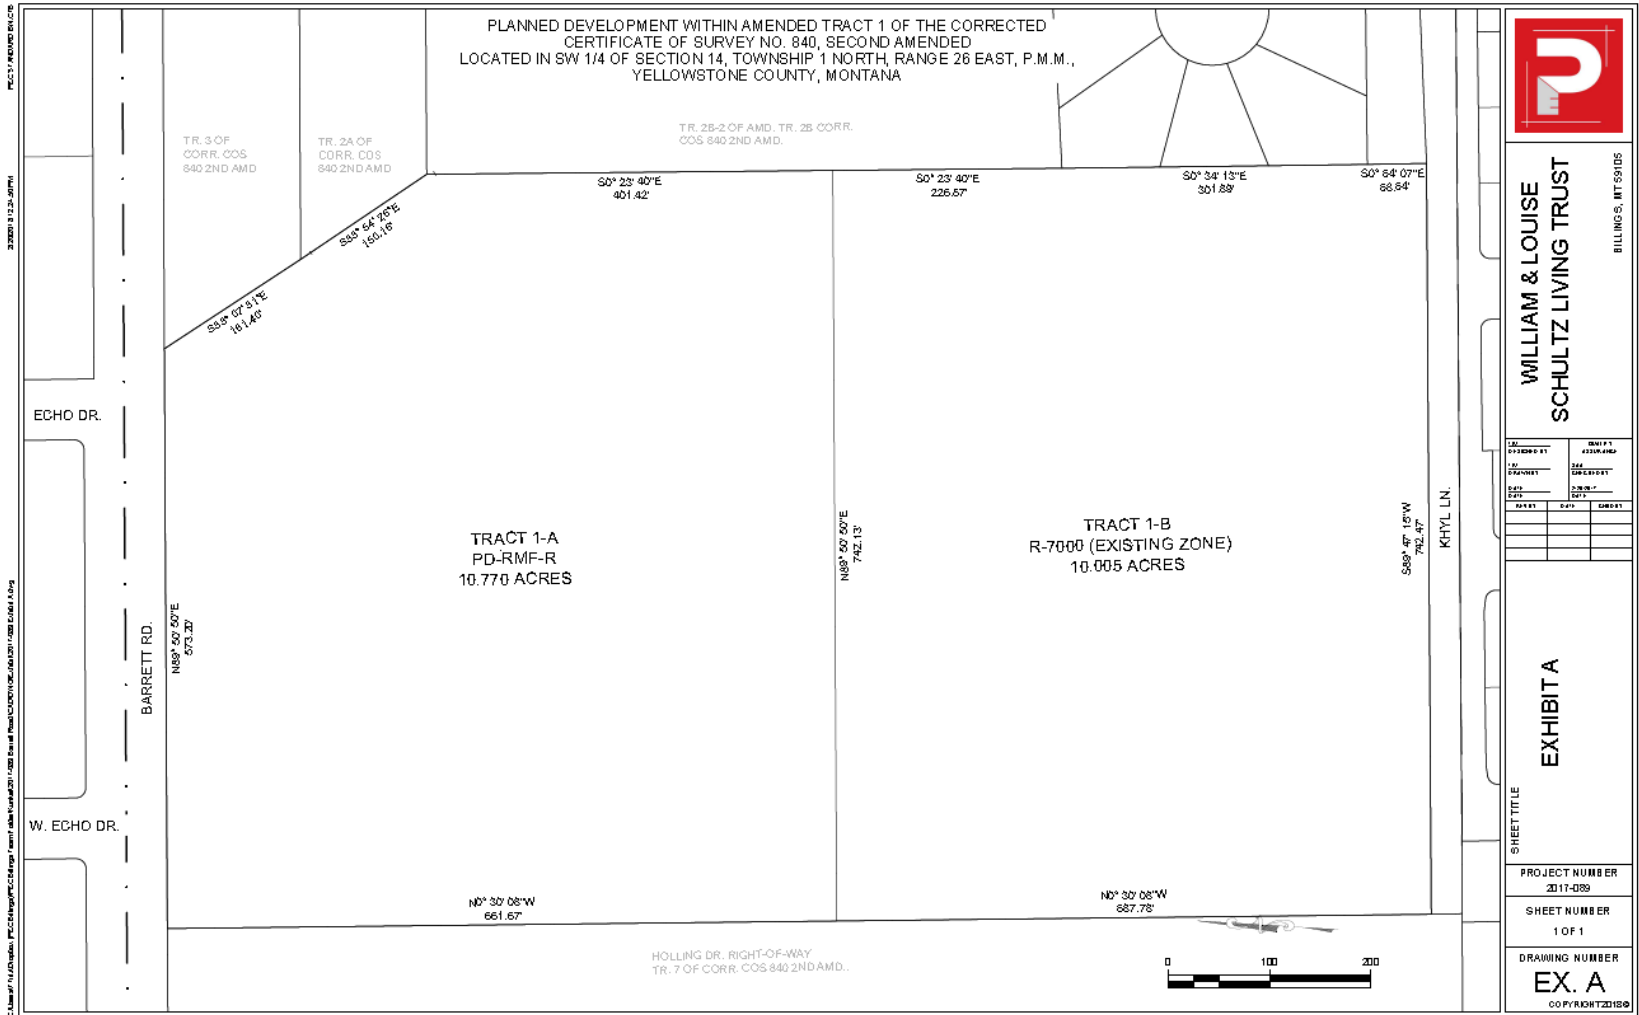 PLANNED DEVELOPMENT WITHIN AMENDED TRACT 1 OF THE CORRECTED
CERTIFICATE OF SURVEY NO. 840, SECOND AMENDED
LOCATED IN SW 1/4 OF SECTION 14, TOWNSHIP 1 NORTH, RANGE 26 EAST, P.M.M.,
YELLOWSTONE COUNTY, MONTANA
TR. 3 OF
CORR. COS
840 2ND AMD
TR. 2A OF
CORR. COS
840 2ND AMD
TR. 2B-2 OF AMD. TR. 2B CORR.
COS 840 2ND AMD.
S0° 23' 40"E
401.42'
S0° 23' 40"E
226.57'
S0° 34' 13"E
301.89'
S0° 54' 07"E
150.16'
161.40'
ECHO DR.
TRACT 1-A
PD-RMF-R
10.770 ACRES
N89° 50' 50"E
742.13'
TRACT 1-B
R-7000 (EXISTING ZONE)
10.005 ACRES
S89° 47' 15"W
742.47'
KHYL LN.
BARRETT RD.
N89° 50' 50"E
573.20'
W. ECHO DR.
N0° 30' 06"W
661.67'
N0° 30' 06"W
687.78'
HOLLING DR. RIGHT-OF-WAY
TR. 7 OF CORR. COS 840 2ND AMD..
0 100 200
WILLIAM & LOUISE
SCHULTZ LIVING TRUST
BILLINGS, MT 59105
EXHIBIT A
SHEET TITLE
PROJECT NUMBER
2017-089
SHEET NUMBER
1 OF 1
DRAWING NUMBER
EX. A
COPYRIGHT 2018©